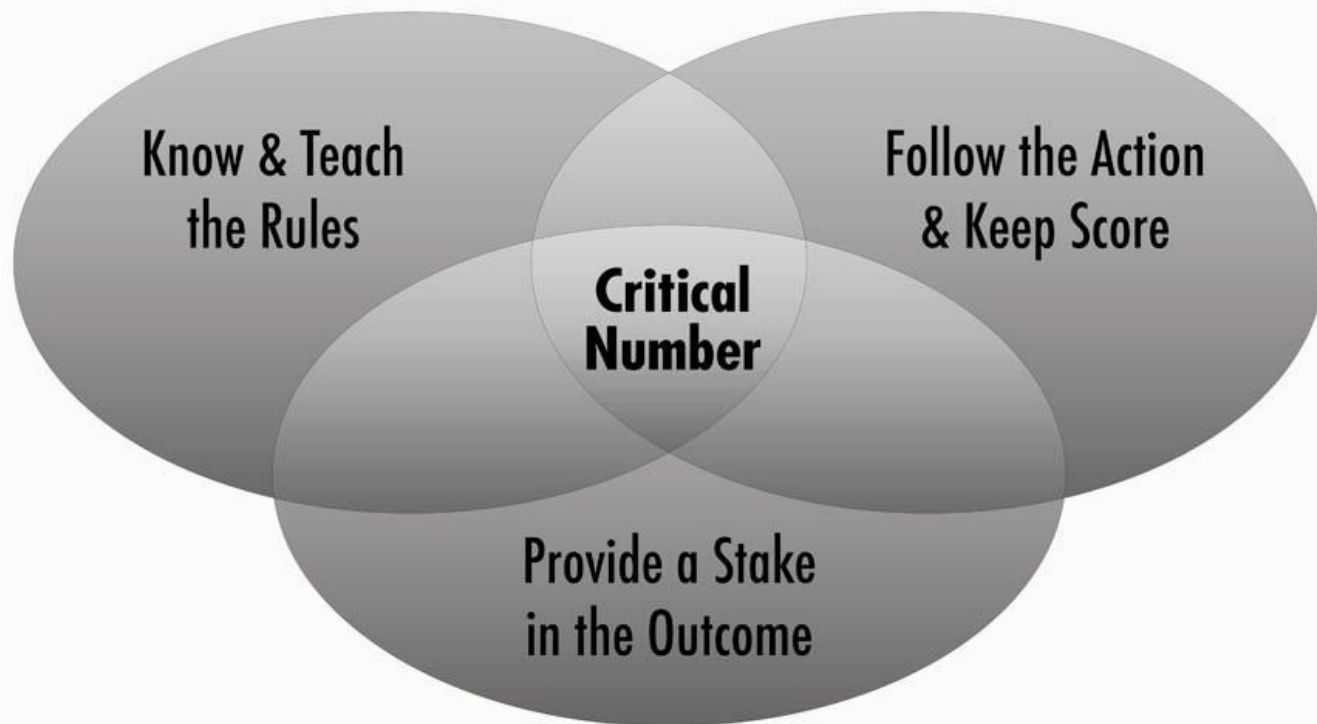 Know & Teach
the Rules
Follow the Action
& Keep Score
Critical
Number
Provide a Stake
in the Outcome